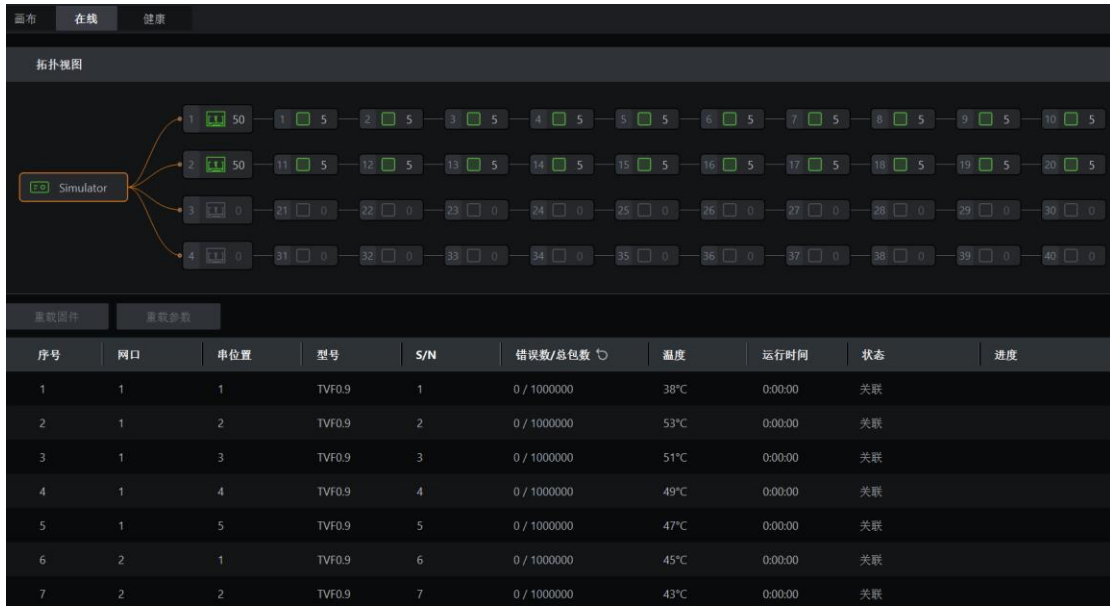 画布 在线 健康
拓扑视图
1 50 1 5 2 5 3 5 4 5 5 5 6 5 7 5 8 5 9 5 10 5
2 50 11 5 12 5 13 5 14 5 15 5 16 5 17 5 18 5 19 5 20 5
Simulator
3 0 21 0 22 0 23 0 24 0 25 0 26 0 27 0 28 0 29 0 30 0
4 0 31 0 32 0 33 0 34 0 35 0 36 0 37 0 38 0 39 0 40 0
重载固件 重载参数
序号 网口 串位置 型号 S/N 错误数/总包数 温度 运行时间 状态 进度
1 1 1 TVF0.9 1 0 / 1000000 38°C 0:00:00 关联
2 1 2 TVF0.9 2 0 / 1000000 53°C 0:00:00 关联
3 1 3 TVF0.9 3 0 / 1000000 51°C 0:00:00 关联
4 1 4 TVF0.9 4 0 / 1000000 49°C 0:00:00 关联
5 1 5 TVF0.9 5 0 / 1000000 47°C 0:00:00 关联
6 2 1 TVF0.9 6 0 / 1000000 45°C 0:00:00 关联
7 2 2 TVF0.9 7 0 / 1000000 43°C 0:00:00 关联